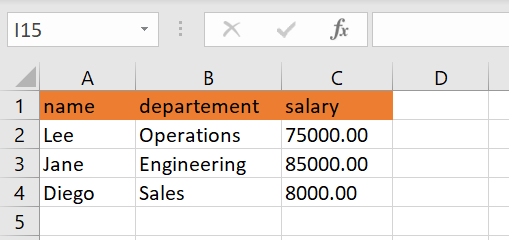 I15 fx
A B C D
1 name departement salary
2 Lee Operations 75000.00
3 Jane Engineering 85000.00
4 Diego Sales 8000.00
5